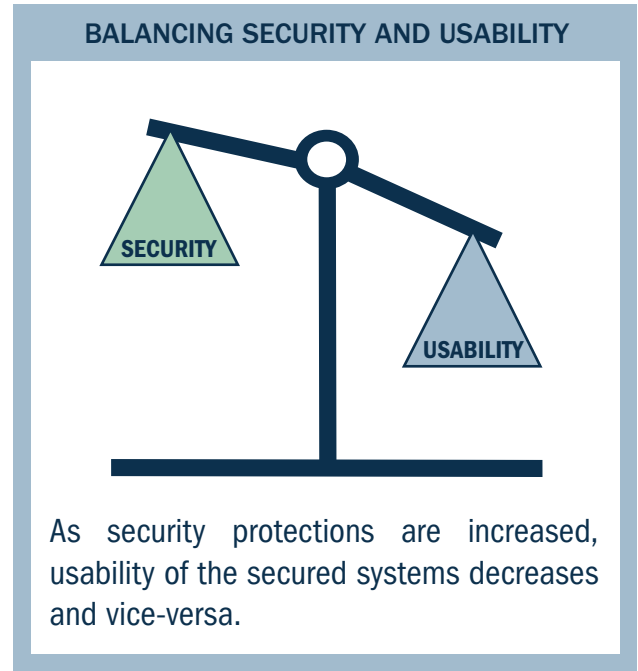 BALANCING SECURITY AND USABILITY
SECURITY
USABILITY
As security protections are increased,
usability of the secured systems decreases
and vice-versa.